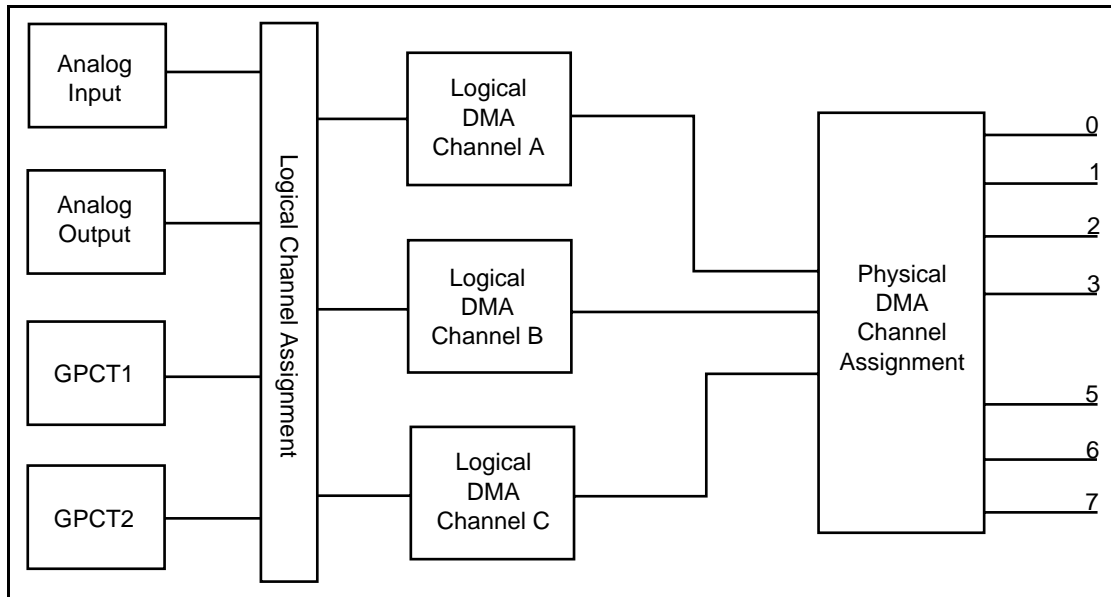 Analog
Input
Analog
Output
GPCT1
GPCT2
Logical Channel Assignment
Logical
DMA
Channel A
Logical
DMA
Channel B
Logical
DMA
Channel C
Physical
DMA
Channel
Assignment
0
1
2
3
5
6
7